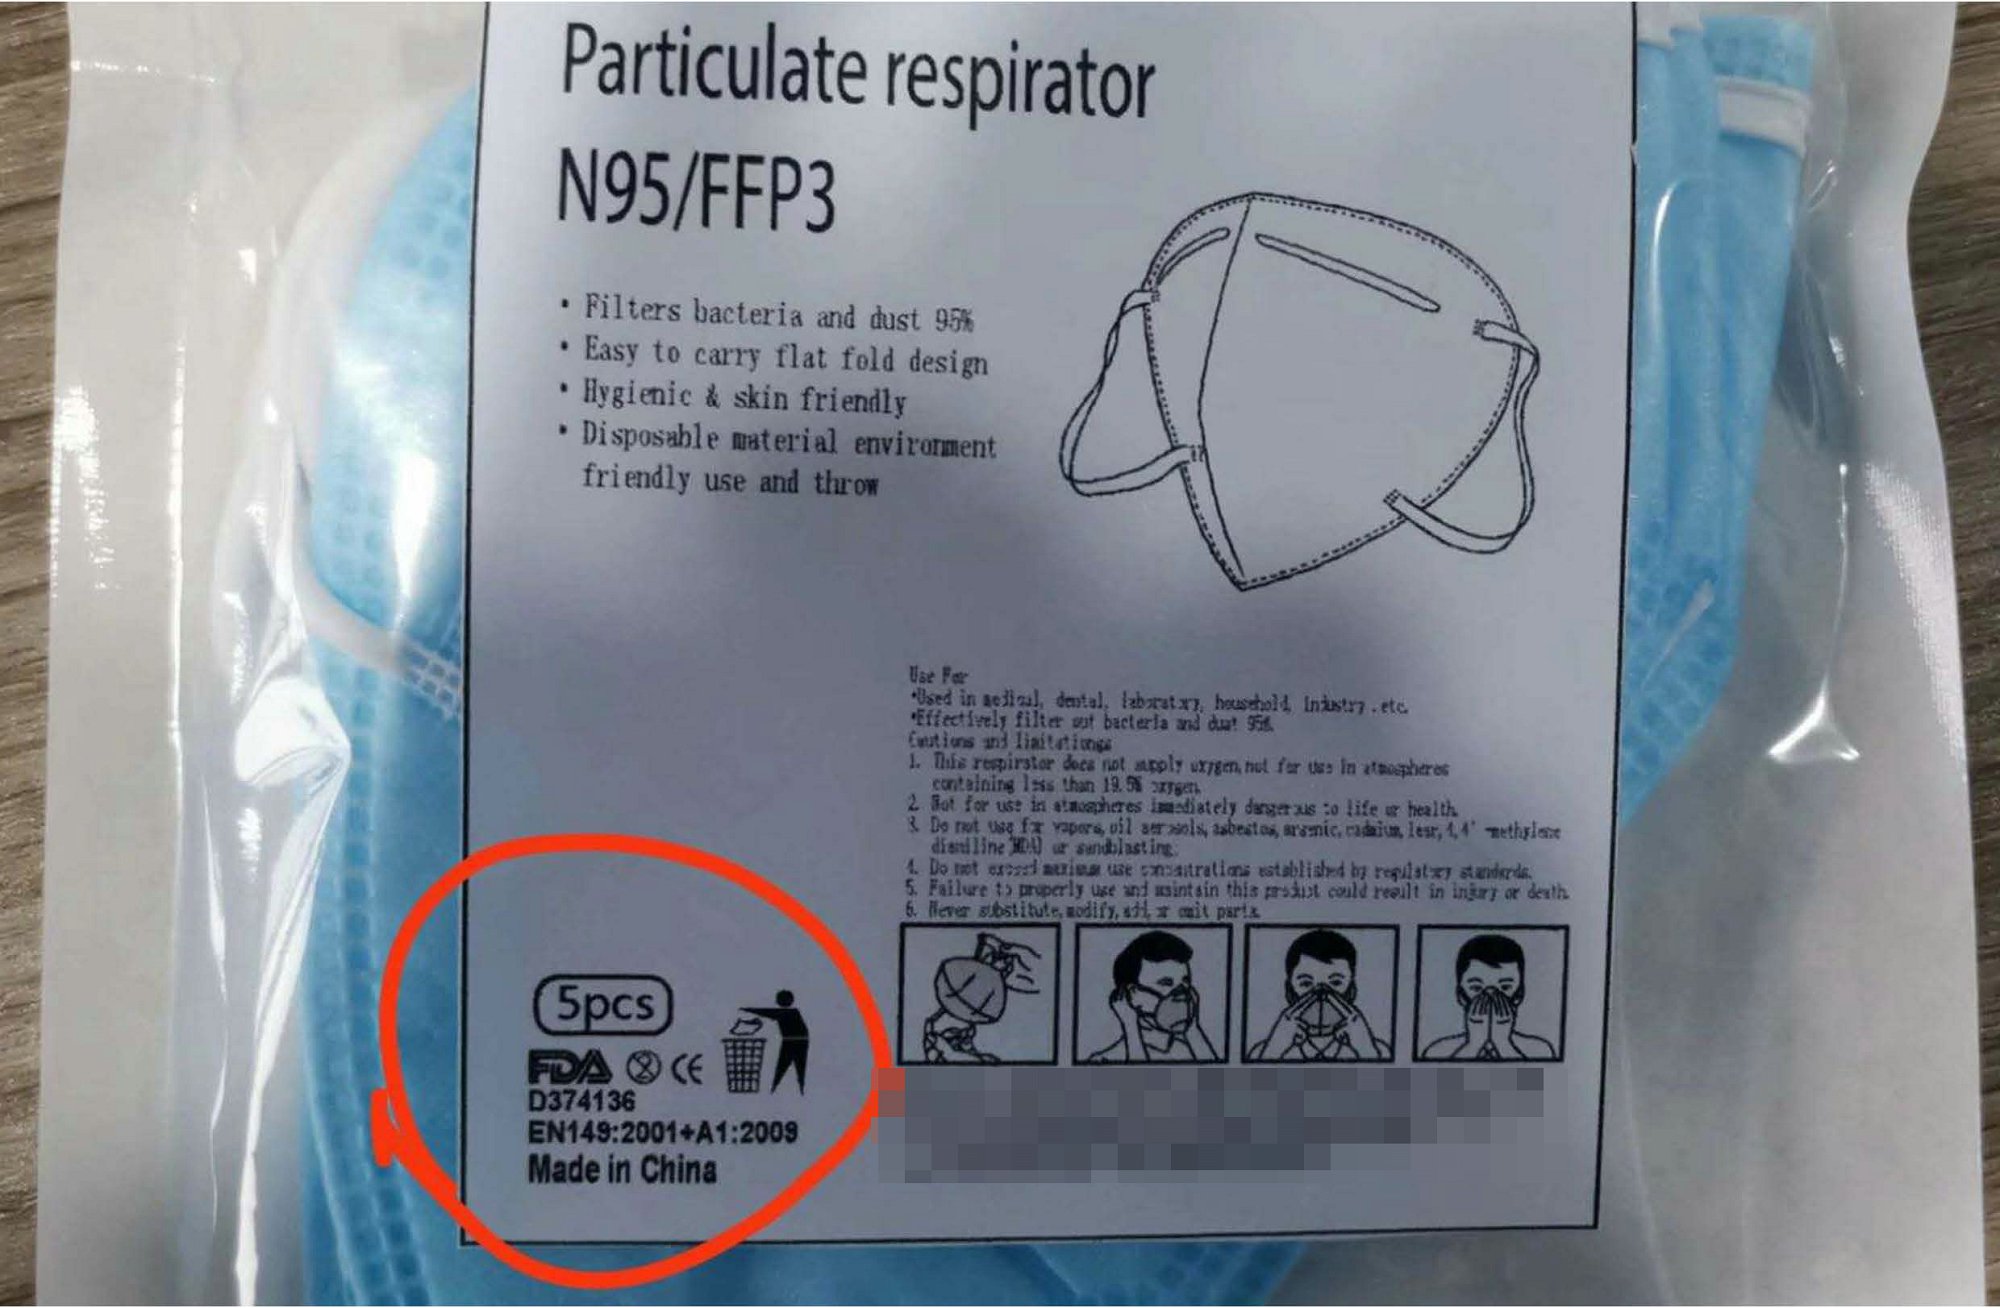 Particulate respirator
N95/FFP3
• Filters bacteria and dust 95%
• Easy to carry flat fold design
• Hygienic & skin friendly
• Disposable material environment
friendly use and throw
Use For
*Used in medical, dental, laboratory, household, industry .etc.
*Effectively filter out bacteria and dust 95%.
Cautions and
1. This respirator does not supply oxygen, not for use in atmospheres
containing less than 19.5% oxygen.
2. Not for use in atmospheres immediately dangerous to life or health.
3. Do not use for vapors, oil aerosols, asbestos, arsenic, cadmium, 4,4'
or sandblasting.
4. Do not exceed maximum use concentrations established by regulatory standards.
5. Failure to properly use and maintain this product could result in injury or death.
6. Never substitute, modify, add, or omit parts.
5pcs
FDA CE
D374136
EN149:2001+A1:2009
Made in China